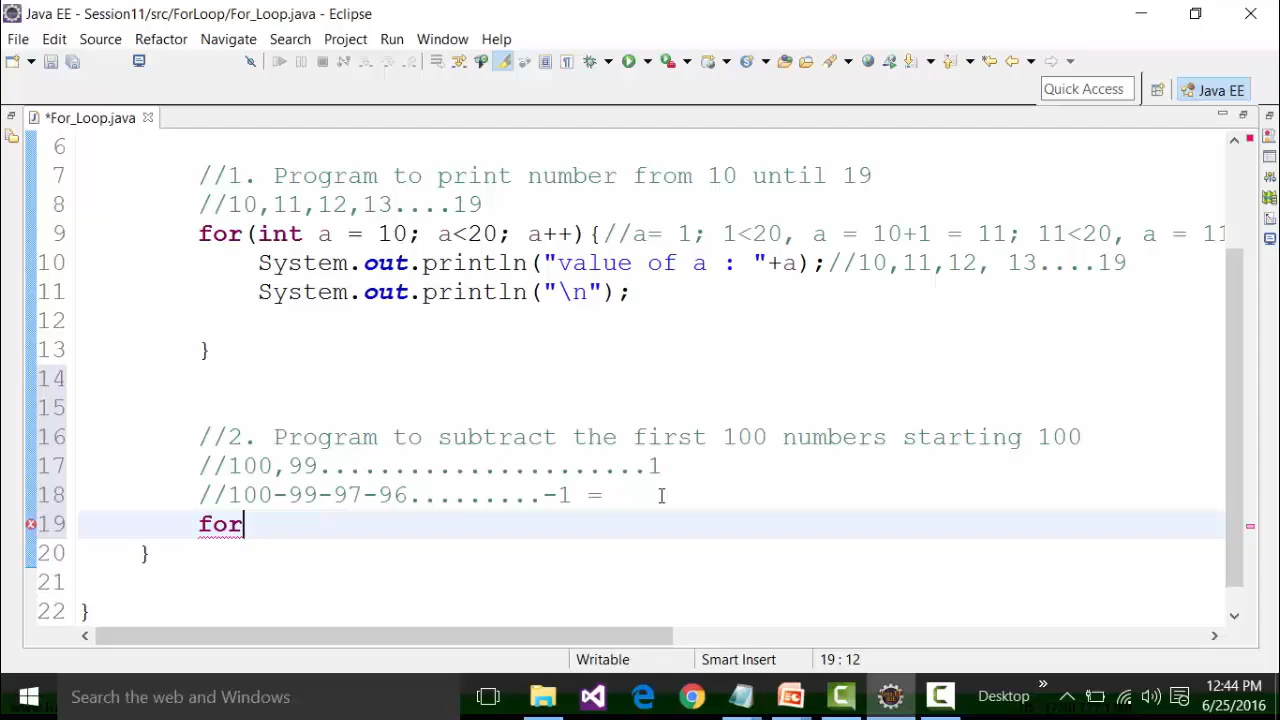 Java EE - Session11/src/ForLoop/For_Loop.java - Eclipse
File Edit Source Refactor Navigate Search Project Run Window Help
Quick Access
Java EE
*For_Loop.java
6
7 //1. Program to print number from 10 until 19
8 //10,11,12,13....19
9 for(int a = 10; a<20; a++){//a= 1; 1<20, a = 10+1 = 11; 11<20, a = 11
10 System.out.println("value of a : "+a);//10,11,12, 13....19
11 System.out.println("\n");
12
13 }
14
15
16 //2. Program to subtract the first 100 numbers starting 100
17 //100,99......................1
18 //100-99-97-96.........-1 =
19 for
20 }
21
22 }
Writable Smart Insert 19 : 12
Search the web and Windows
Desktop
12:44 PM
6/25/2016